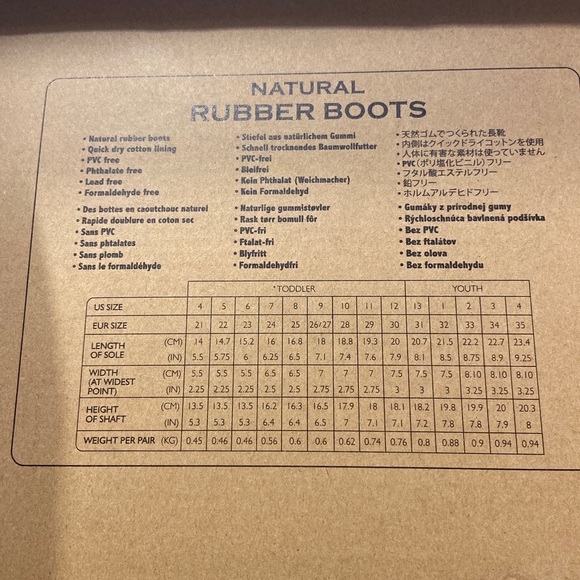 NATURAL
RUBBER BOOTS
• Natural rubber boots
• Quick dry cotton lining
• PVC free
• Phthalate free
• Lead free
• Formaldehyde free
• Stiefel aus natürlichem Gummi
• Schnell trocknendes Baumwollfutter
• PVC-frei
• Bleifrei
• Kein Phthalat (Weichmacher)
• Kein Formaldehyd
• 天然ゴムでつくられた長靴
• 内側はクイックドライコットンを使用
• 人体に有害な素材は使っていません
• PVC（ポリ塩化ビニル）フリー
• フタル酸エステルフリー
• 鉛フリー
• ホルムアルデヒドフリー
• Des bottes en caoutchouc naturel
• Rapide doublure en coton sec
• Sans PVC
• Sans phtalates
• Sans plomb
• Sans le formaldéhyde
• Naturlige gummistøvler
• Rask tørr bomull fôr
• PVC-fri
• Ftalat-fri
• Blyfritt
• Formaldehydfri
• Gumáky z prírodnej gumy
• Rýchloschnúca bavlnená podšívka
• Bez PVC
• Bez ftalátov
• Bez olova
• Bez formaldehydu
*TODDLER YOUTH
US SIZE 4 5 6 7 8 9 10 11 12 13 1 2 3 4
EUR SIZE 21 22 23 24 25 26/27 28 29 30 31 32 33 34 35
LENGTH OF SOLE (CM) 14 14.7 15.2 16 16.8 18 18.8 19.3 20 20.7 21.5 22.2 22.7 23.4
(IN) 5.5 5.75 6 6.25 6.5 7.1 7.4 7.6 7.9 8.1 8.5 8.75 8.9 9.25
WIDTH (AT WIDEST POINT) (CM) 5.5 5.5 5.5 6.5 6.5 7 7 7 7.5 7.5 7.5 8.10 8.10 8.10
(IN) 2.25 2.25 2.25 2.5 2.5 2.75 2.75 2.75 3 3 3 3.25 3.25 3.25
HEIGHT OF SHAFT (CM) 13.5 13.5 13.5 16.2 16.3 16.5 17.9 18 18.1 18.2 19.8 19.9 20 20.3
(IN) 5.3 5.3 5.3 6.4 6.4 6.5 7 7.1 7.1 7.2 7.8 7.8 7.9 8
WEIGHT PER PAIR (KG) 0.45 0.46 0.46 0.56 0.6 0.6 0.62 0.74 0.76 0.8 0.88 0.9 0.94 0.94